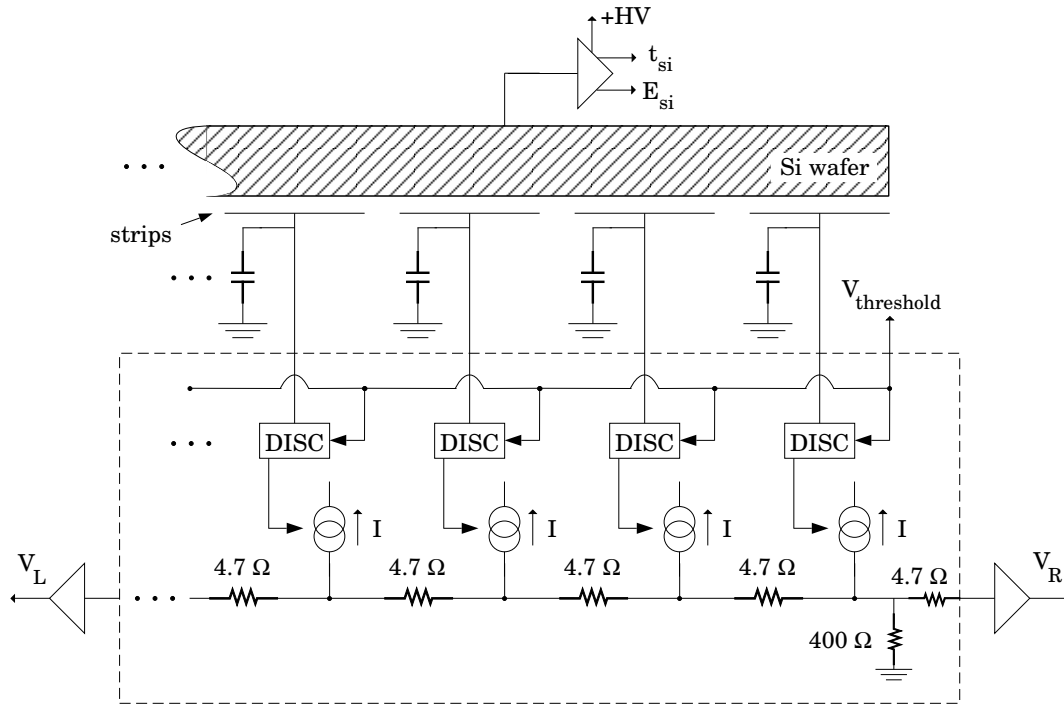 +HV
t_si
E_si
Si wafer
. . .
strips
. . .
V_threshold
. . .
DISC DISC DISC DISC
I I I I
V_L
4.7 Ω 4.7 Ω 4.7 Ω 4.7 Ω 4.7 Ω
V_R
. . .
400 Ω